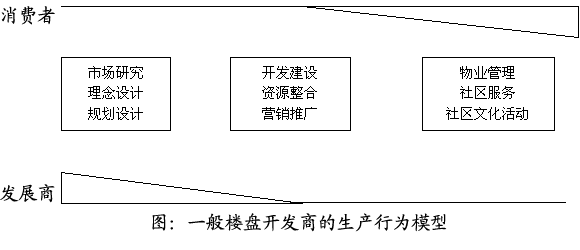 消费者
市场研究
理念设计
规划设计
开发建设
资源整合
营销推广
物业管理
社区服务
社区文化活动
发展商
图：一般楼盘开发商的生产行为模型